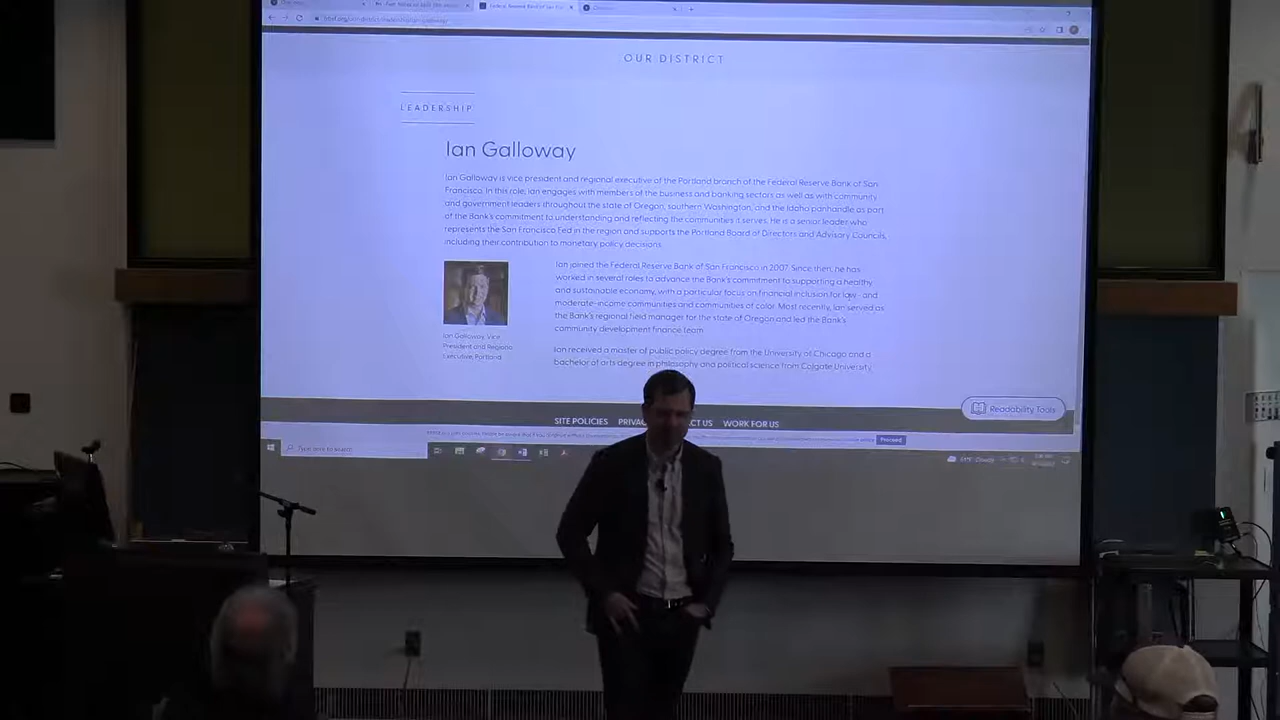 OUR DISTRICT
LEADERSHIP
Ian Galloway
Ian Galloway is vice president and regional executive of the Portland branch of the Federal Reserve Bank of San
Francisco. In this role, Ian engages with members of the business and banking sectors as well as with community
and government leaders throughout the state of Oregon, southern Washington, and the Idaho panhandle as part
of the Bank's commitment to understanding and reflecting the communities it serves. He is a senior leader who
represents the San Francisco Fed in the region and supports the Portland Board of Directors and Advisory Councils,
including their contribution to monetary policy decisions.
Ian joined the Federal Reserve Bank of San Francisco in 2007. Since then, he has
worked in several roles to advance the Bank's commitment to supporting a healthy
and sustainable economy, with a particular focus on financial inclusion for low- and
moderate-income communities and communities of color. Most recently, Ian served as
the Bank's regional field manager for the state of Oregon and led the Bank's
community development finance team.
Ian Galloway, Vice
President and Regional
Executive, Portland
Ian received a master of public policy degree from the University of Chicago and a
bachelor of arts degree in philosophy and political science from Colgate University.
Readability Tools
SITE POLICIES PRIVA CT US WORK FOR US
Proceed
Type here to search